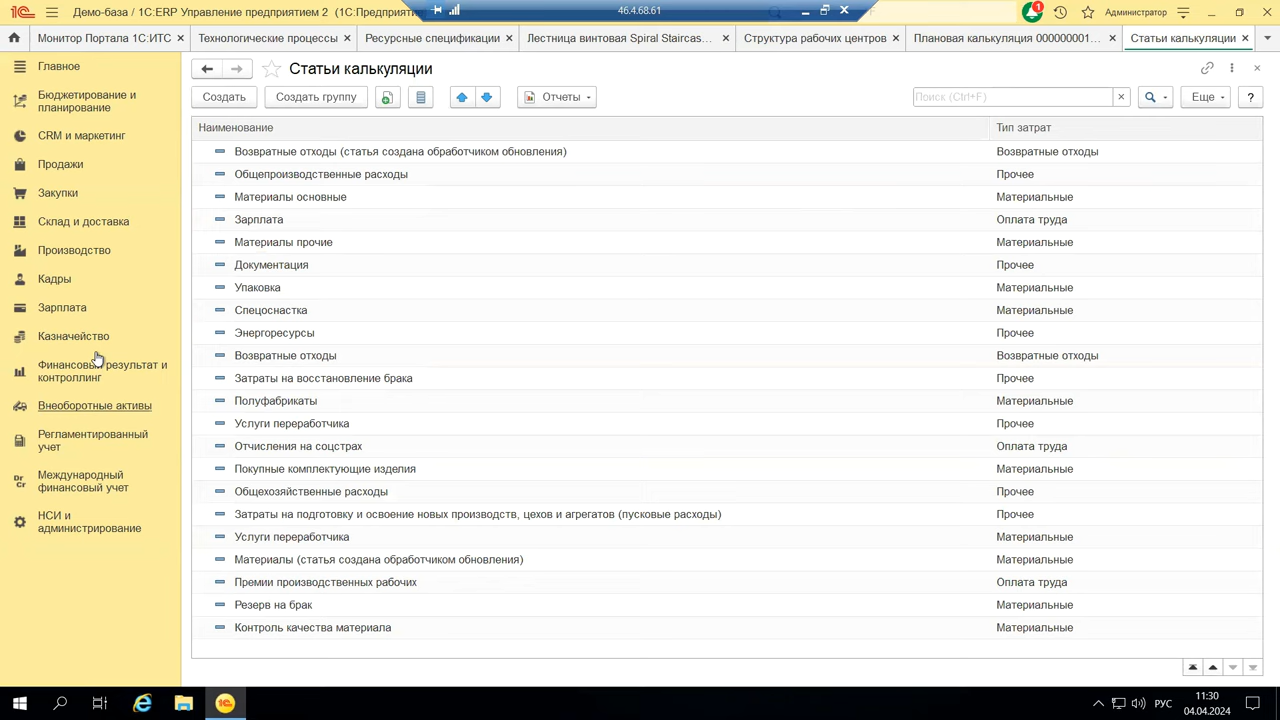 Демо-база / 1С:ERP Управление предприятием 2 (1С:Предприят
46.4.68.61
1
Администратор
Монитор Портала 1С:ИТС ×
Технологические процессы ×
Ресурсные спецификации ×
Лестница винтовая Spiral Staircas... ×
Структура рабочих центров ×
Плановая калькуляция 000000001... ×
Статьи калькуляции ×
Главное
Бюджетирование и
планирование
CRM и маркетинг
Продажи
Закупки
Склад и доставка
Производство
Кадры
Зарплата
Казначейство
Финансовый результат и
контроллинг
Внеоборотные активы
Регламентированный
учет
Международный
финансовый учет
НСИ и
администрирование
Статьи калькуляции
Создать
Создать группу
Отчеты
Поиск (Ctrl+F)
×
Еще
?
Наименование Тип затрат
Возвратные отходы (статья создана обработчиком обновления) Возвратные отходы
Общепроизводственные расходы Прочее
Материалы основные Материальные
Зарплата Оплата труда
Материалы прочие Материальные
Документация Прочее
Упаковка Материальные
Спецоснастка Материальные
Энергоресурсы Прочее
Возвратные отходы Возвратные отходы
Затраты на восстановление брака Прочее
Полуфабрикаты Материальные
Услуги переработчика Прочее
Отчисления на соцстрах Оплата труда
Покупные комплектующие изделия Материальные
Общехозяйственные расходы Прочее
Затраты на подготовку и освоение новых производств, цехов и агрегатов (пусковые расходы) Прочее
Услуги переработчика Материальные
Материалы (статья создана обработчиком обновления) Материальные
Премии производственных рабочих Оплата труда
Резерв на брак Материальные
Контроль качества материала Материальные
РУС
11:30
04.04.2024